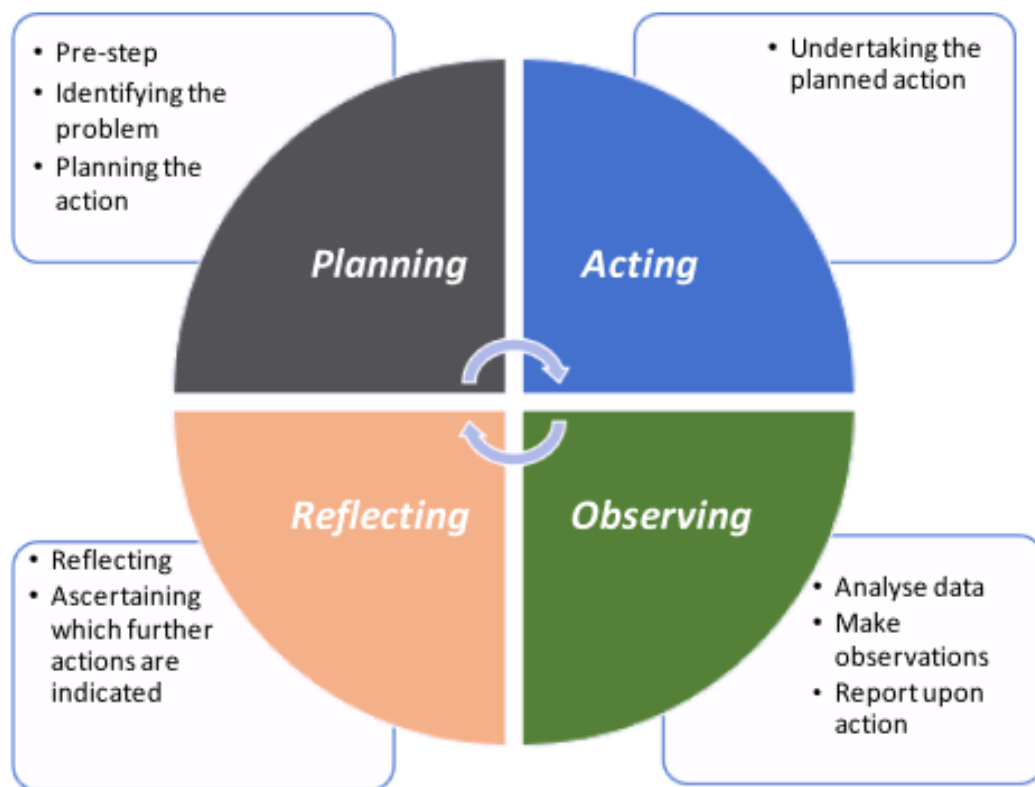 • Pre-step
• Identifying the
problem
• Planning the
action
• Undertaking the
planned action
Planning
Acting
Reflecting
Observing
• Reflecting
• Ascertaining
which further
actions are
indicated
• Analyse data
• Make
observations
• Report upon
action